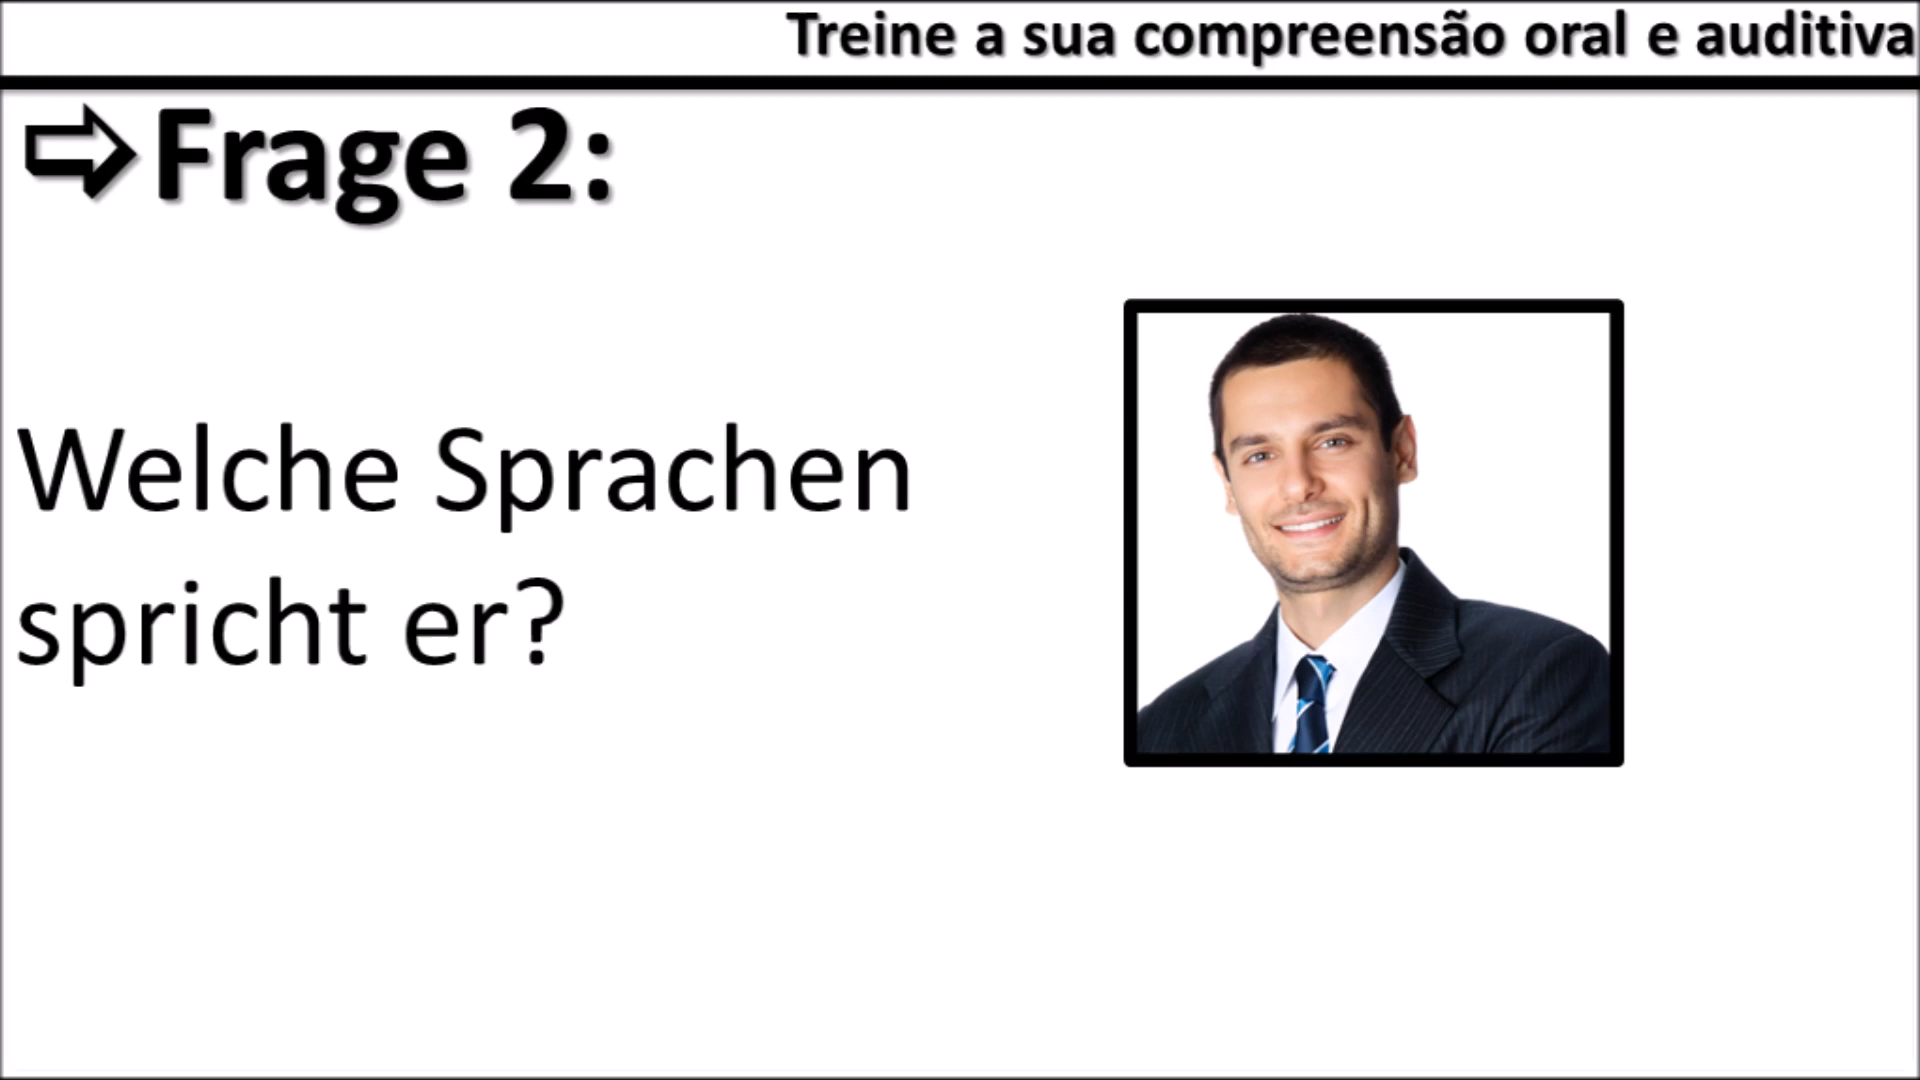 Treine a sua compreensão oral e auditiva
⇨Frage 2:
Welche Sprachen
spricht er?